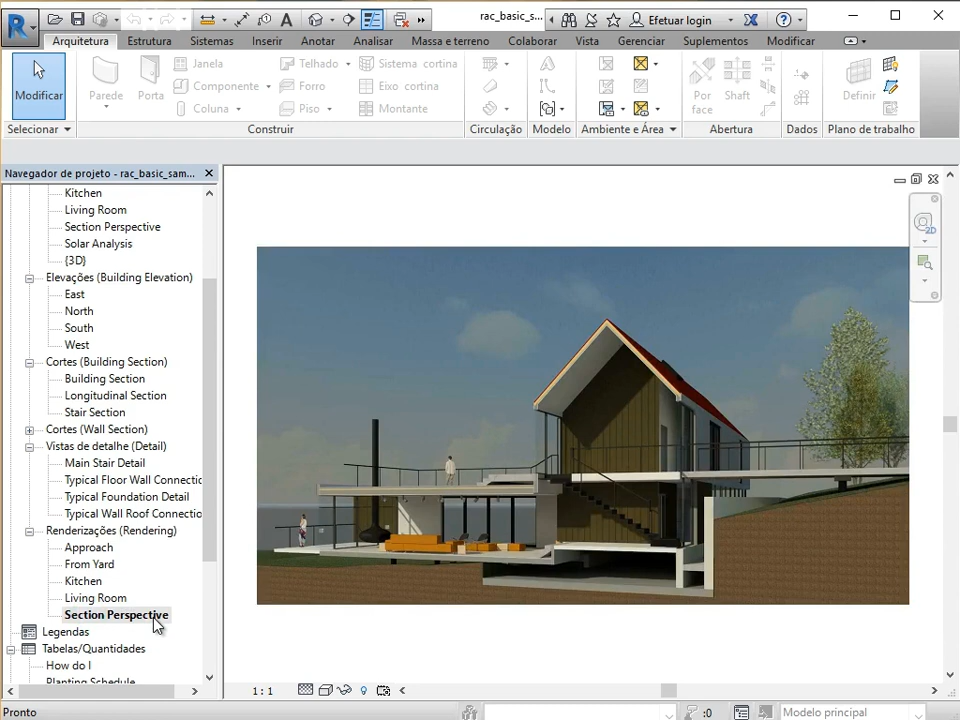 R rac_basic_s... Efetuar login
Arquitetura Estrutura Sistemas Inserir Anotar Analisar Massa e terreno Colaborar Vista Gerenciar Suplementos Modificar
Modificar Parede Porta Janela Telhado Sistema cortina Por face Shaft Definir
Componente Forro Eixo cortina
Coluna Piso Montante
Selecionar Construir Circulação Modelo Ambiente e Área Abertura Dados Plano de trabalho
Navegador de projeto - rac_basic_sam...
Kitchen
Living Room
Section Perspective
Solar Analysis
{3D}
Elevações (Building Elevation)
East
North
South
West
Cortes (Building Section)
Building Section
Longitudinal Section
Stair Section
Cortes (Wall Section)
Vistas de detalhe (Detail)
Main Stair Detail
Typical Floor Wall Connectio
Typical Foundation Detail
Typical Wall Roof Connectio
Renderizações (Rendering)
Approach
From Yard
Kitchen
Living Room
Section Perspective
Legendas
Tabelas/Quantidades
How do I
Planting Schedule
2D
1 : 1
Pronto :0 Modelo principal